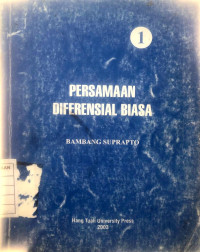 1
PERSAMAAN
DIFERENSIAL BIASA
BAMBANG SUPRAPTO
Hang Tuah University Press
2003